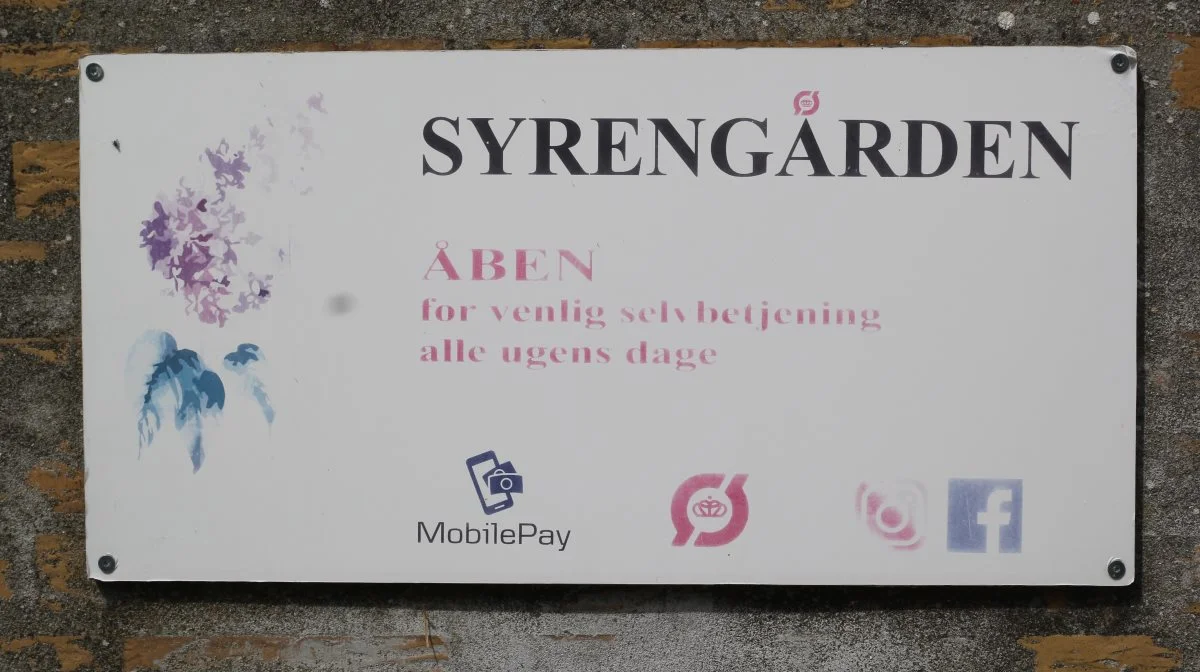 SYRENGÅRDEN
ÅBEN
for venlig selvbetjening
alle ugens dage
MobilePay